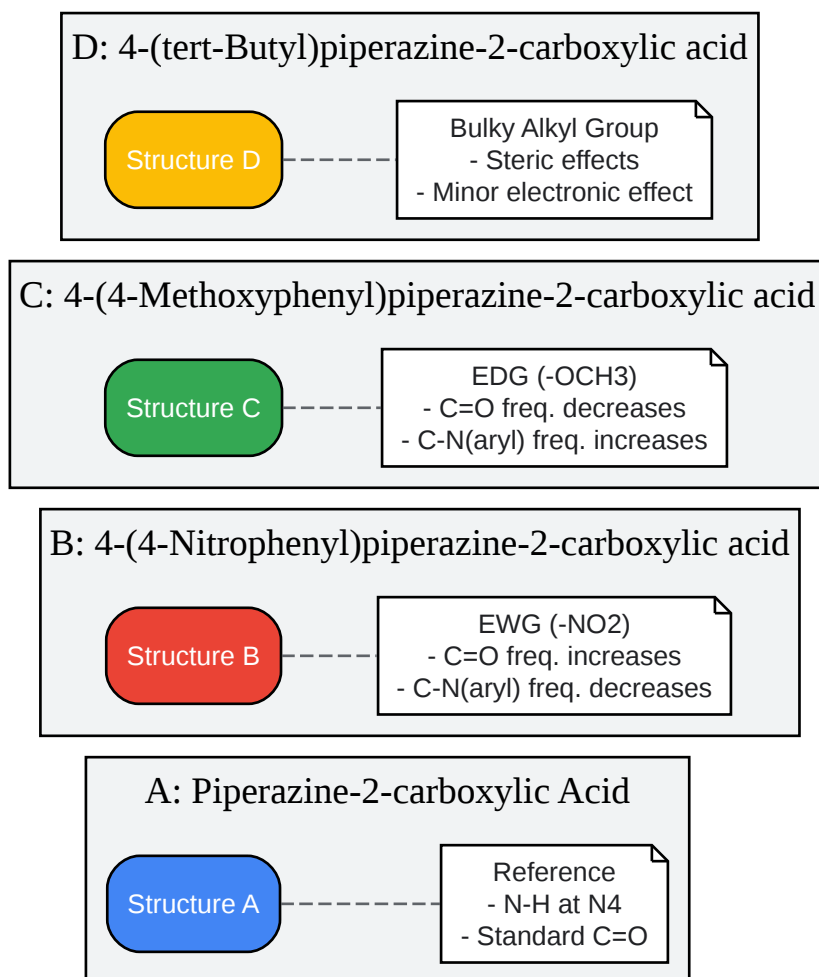 D: 4-(tert-Butyl)piperazine-2-carboxylic acid
Structure D
Bulky Alkyl Group
- Steric effects
- Minor electronic effect
C: 4-(4-Methoxyphenyl)piperazine-2-carboxylic acid
Structure C
EDG (-OCH3)
- C=O freq. decreases
- C-N(aryl) freq. increases
B: 4-(4-Nitrophenyl)piperazine-2-carboxylic acid
Structure B
EWG (-NO2)
- C=O freq. increases
- C-N(aryl) freq. decreases
A: Piperazine-2-carboxylic Acid
Structure A
Reference
- N-H at N4
- Standard C=O